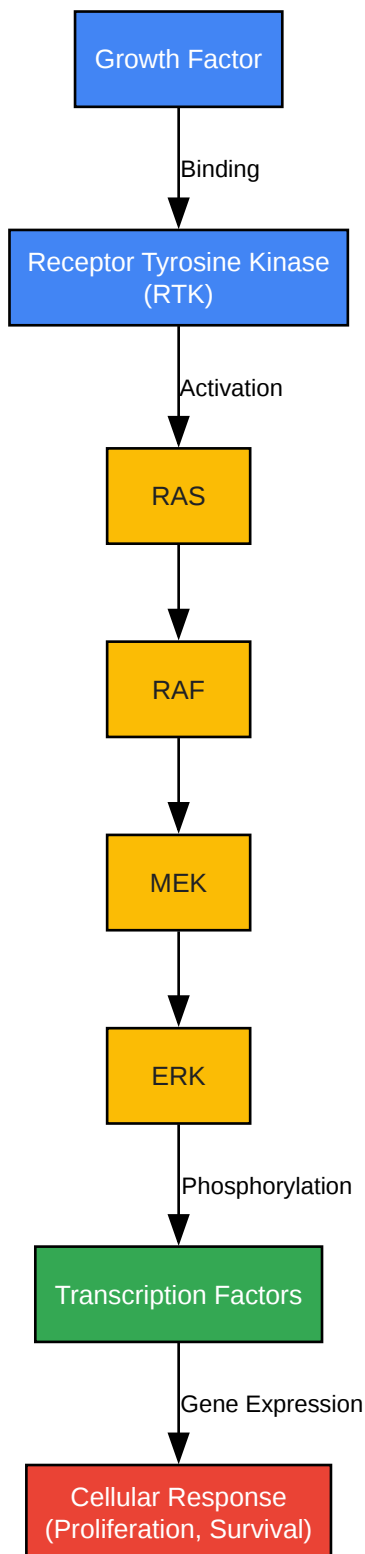 Growth Factor
Binding
Receptor Tyrosine Kinase
(RTK)
Activation
RAS
RAF
MEK
ERK
Phosphorylation
Transcription Factors
Gene Expression
Cellular Response
(Proliferation, Survival)